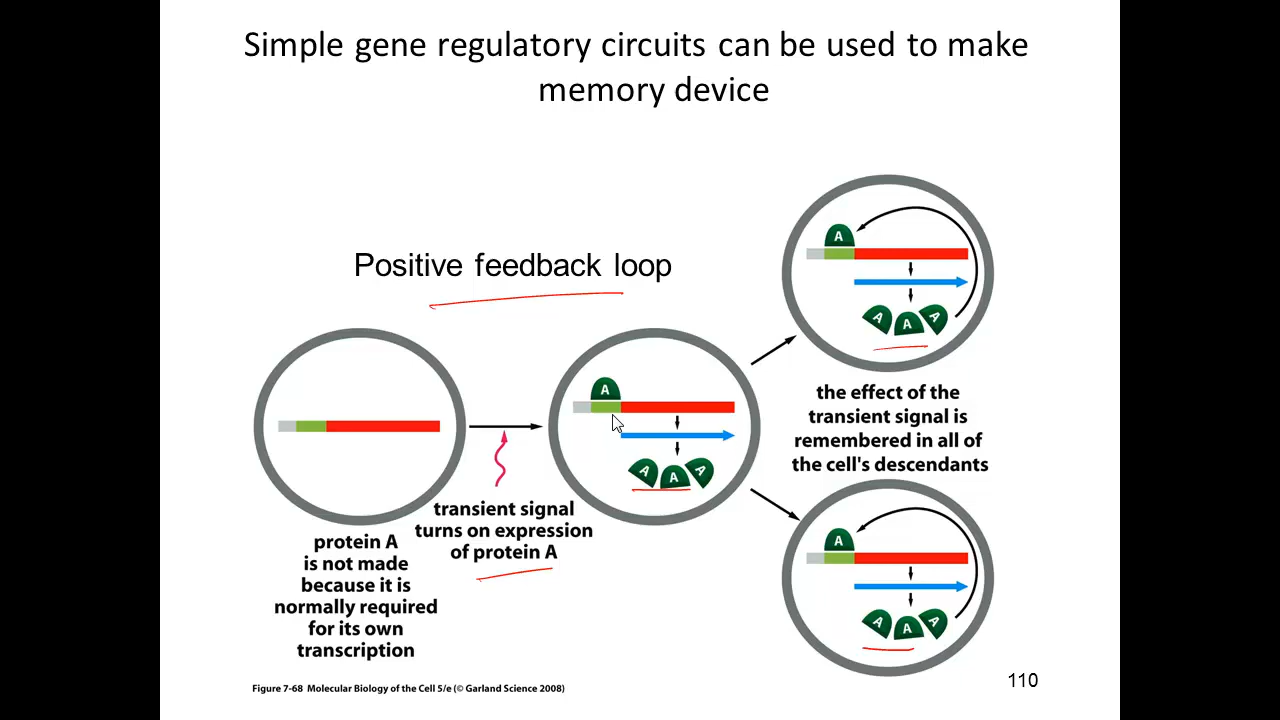 Simple gene regulatory circuits can be used to make
memory device
Positive feedback loop
A
A
A
A
A
A
A
A
A
A
A
A
protein A
is not made
because it is
normally required
for its own
transcription
transient signal
turns on expression
of protein A
the effect of the
transient signal is
remembered in all of
the cell's descendants
Figure 7-68 Molecular Biology of the Cell 5/e (© Garland Science 2008)
110